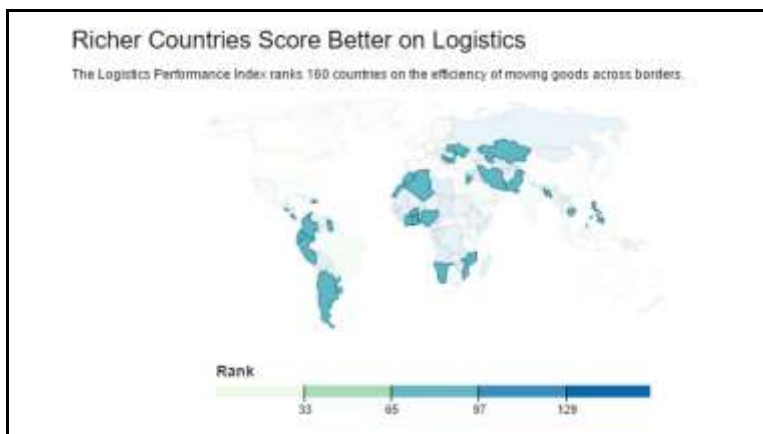 Richer Countries Score Better on Logistics
The Logistics Performance Index ranks 160 countries on the efficiency of moving goods across borders.
Rank
33 65 97 129